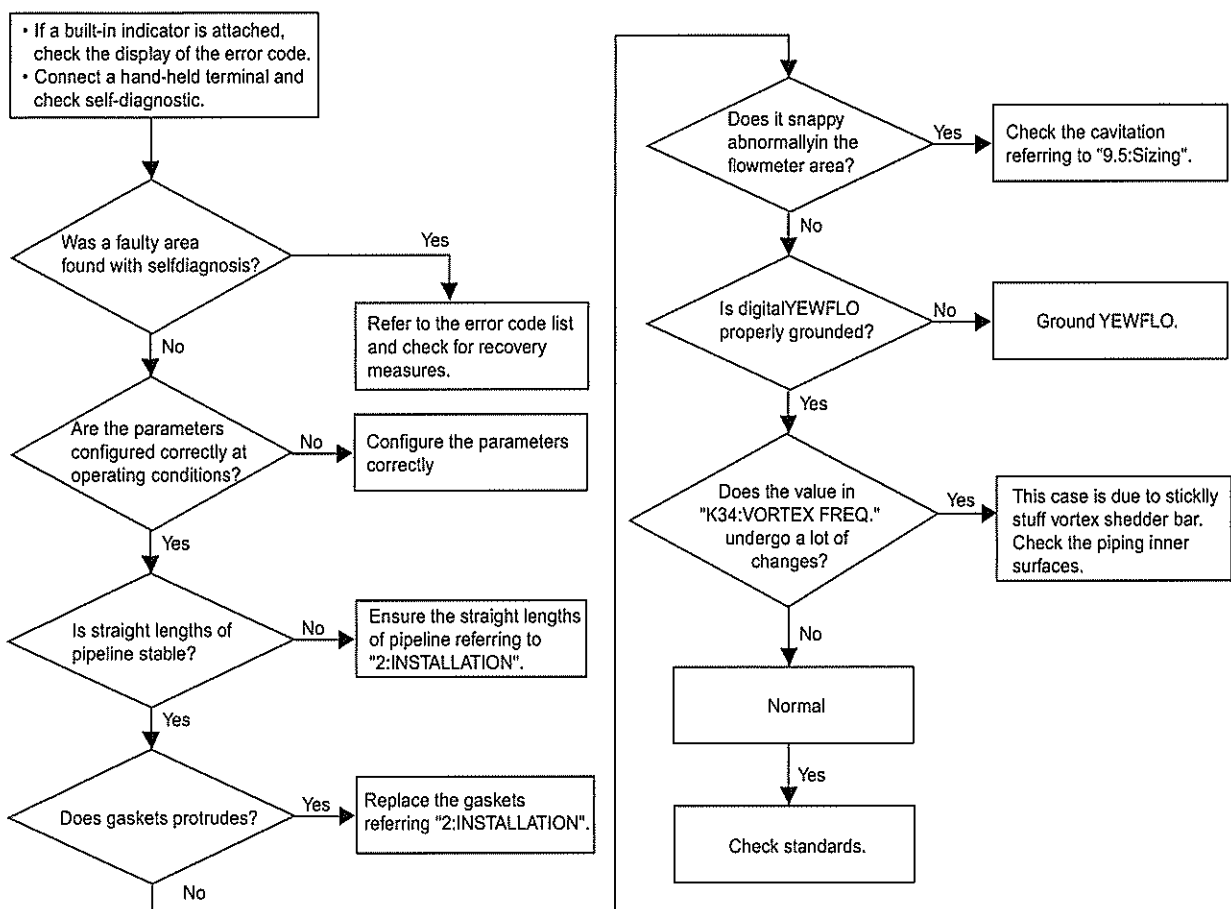 • If a built-in indicator is attached,
check the display of the error code.
• Connect a hand-held terminal and
check self-diagnostic.
Was a faulty area
found with selfdiagnosis?
Yes
Refer to the error code list
and check for recovery
measures.
No
Are the parameters
configured correctly at
operating conditions?
No
Configure the parameters
correctly
Yes
Is straight lengths of
pipeline stable?
No
Ensure the straight lengths
of pipeline referring to
"2:INSTALLATION".
Yes
Does gaskets protrudes?
Yes
Replace the gaskets
referring "2:INSTALLATION".
No
Does it snappy
abnormallyin the
flowmeter area?
Yes
Check the cavitation
referring to "9.5:Sizing".
No
Is digitalYEWFLO
properly grounded?
No
Ground YEWFLO.
Yes
Does the value in
"K34:VORTEX FREQ."
undergo a lot of
changes?
Yes
This case is due to sticklly
stuff vortex shedder bar.
Check the piping inner
surfaces.
No
Normal
Yes
Check standards.